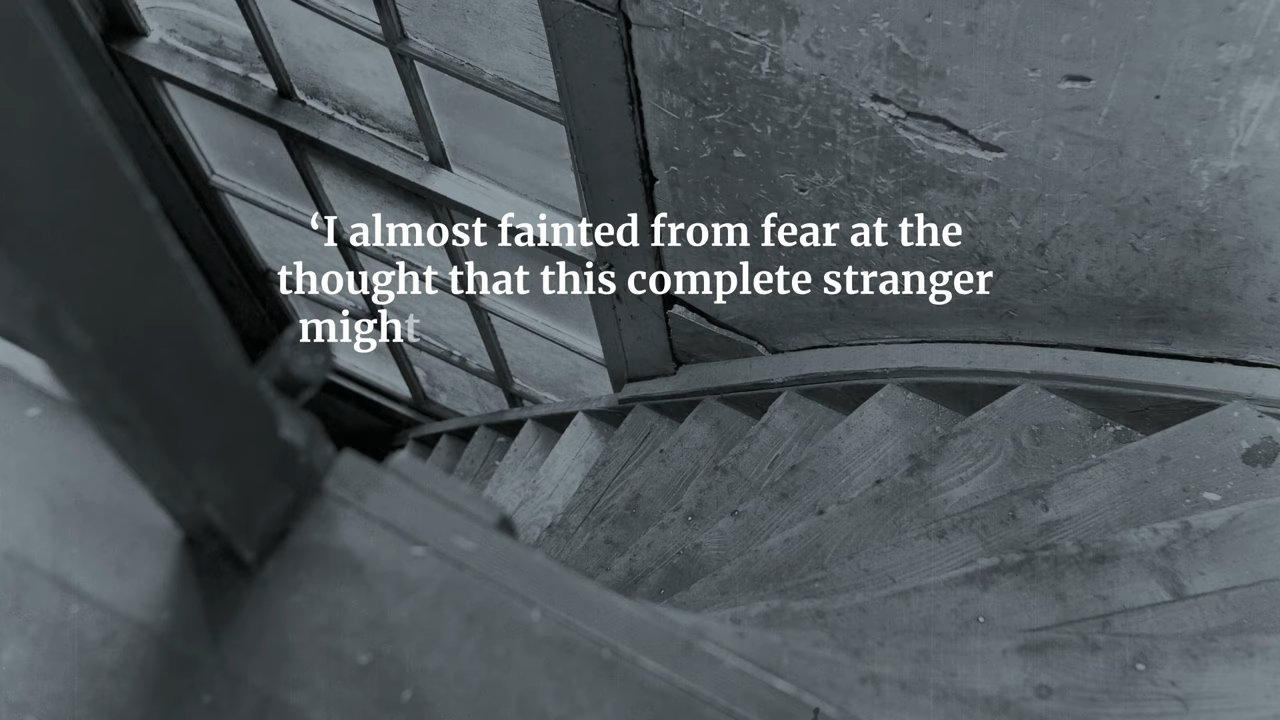 ‘I almost fainted from fear at the
thought that this complete stranger
might